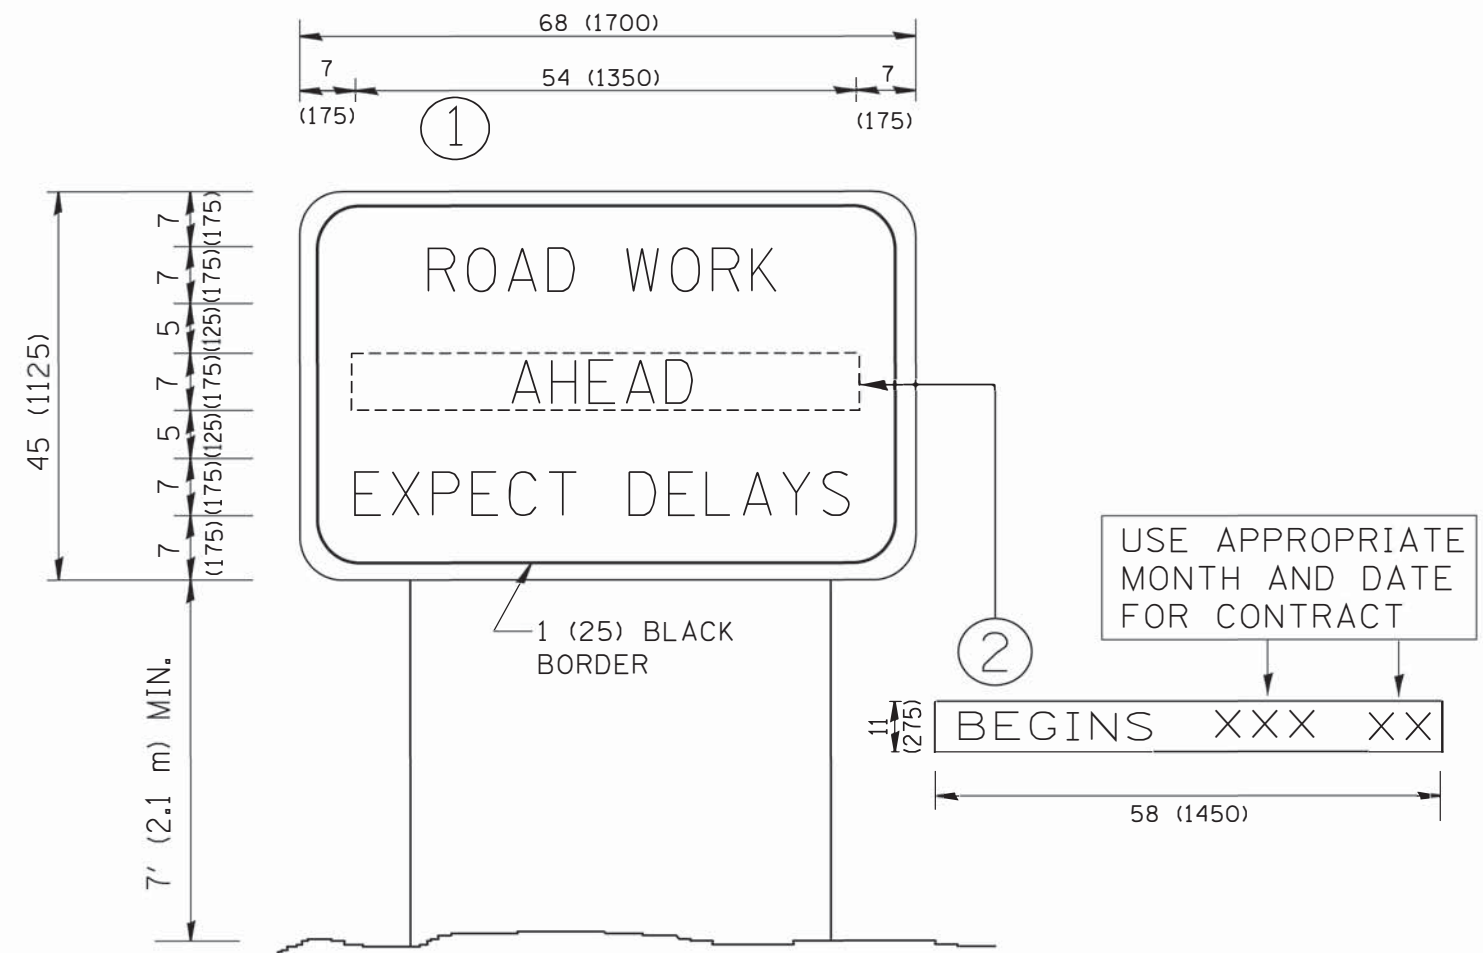 68 (1700)
7
54 (1350)
7
(175)
(175)
1
7
(175)
7
(175)
5
(125)
7
(175)
5
(125)
7
(175)
7
(175)
45 (1125)
ROAD WORK
AHEAD
EXPECT DELAYS
1 (25) BLACK
BORDER
7' (2.1 m) MIN.
USE APPROPRIATE
MONTH AND DATE
FOR CONTRACT
2
11
(275)
BEGINS XXX XX
58 (1450)